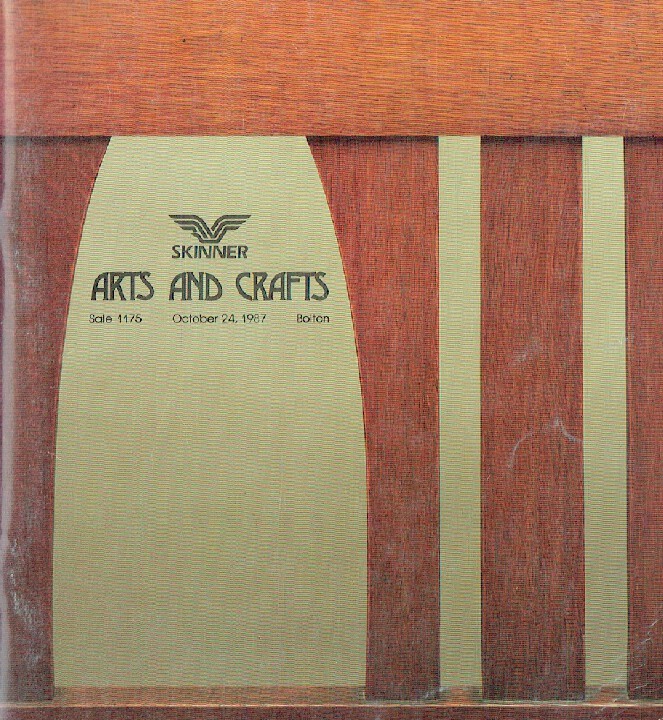 SKINNER
ARTS AND CRAFTS
Sale 1175 October 24, 1987 Bolton